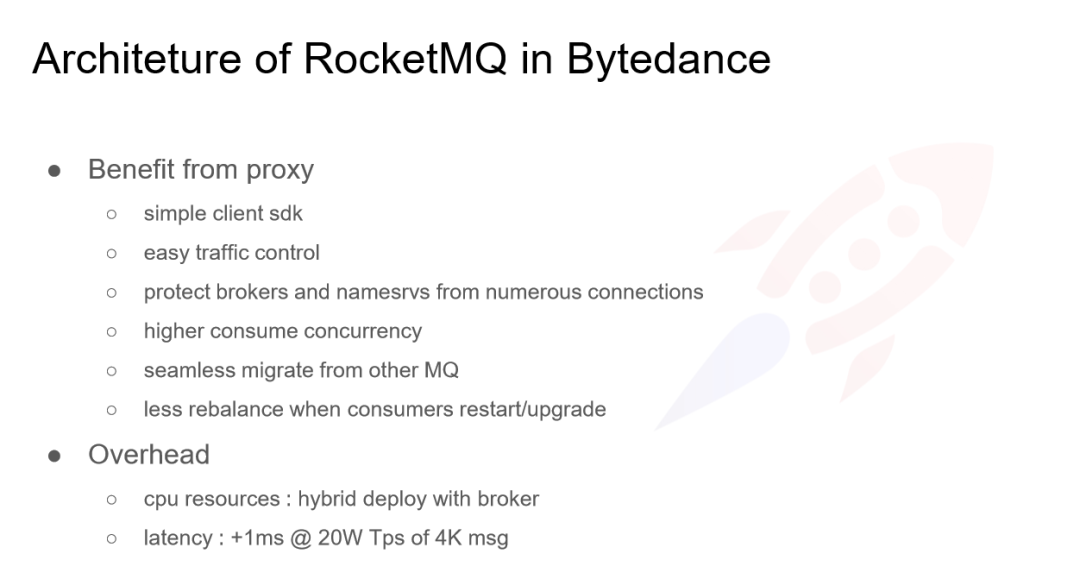 Architeture of RocketMQ in Bytedance
● Benefit from proxy
○ simple client sdk
○ easy traffic control
○ protect brokers and namesrvs from numerous connections
○ higher consume concurrency
○ seamless migrate from other MQ
○ less rebalance when consumers restart/upgrade
● Overhead
○ cpu resources : hybrid deploy with broker
○ latency : +1ms @ 20W Tps of 4K msg